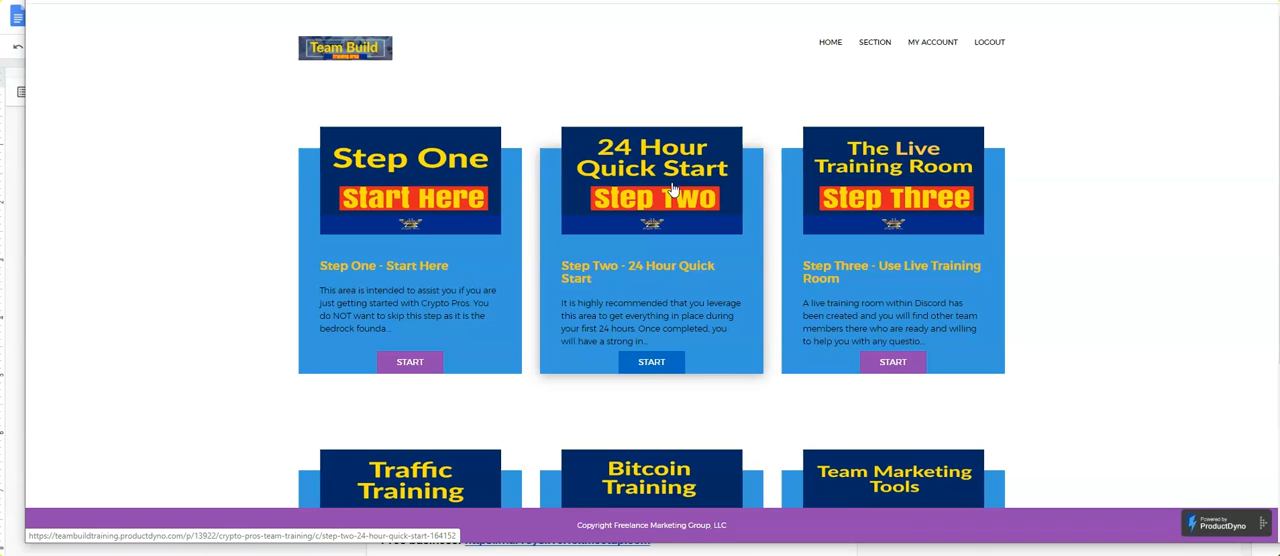 Team Build
Training Area
HOME SECTION MY ACCOUNT LOGOUT
Step One
Start Here
Step One - Start Here
This area is intended to assist you if you are
just getting started with Crypto Pros. You
do NOT want to skip this step as it is the
bedrock founda...
START
24 Hour
Quick Start
Step Two
Step Two - 24 Hour Quick
Start
It is highly recommended that you leverage
this area to get everything in place during
your first 24 hours. Once completed, you
will have a strong in...
START
The Live
Training Room
Step Three
Step Three - Use Live Training
Room
A live training room within Discord has
been created and you will find other team
members there who are ready and willing
to help you with any questio...
START
Traffic
Training
Bitcoin
Training
Team Marketing
Tools
Copyright Freelance Marketing Group, LLC
Powered by
ProductDyno
https://teambuildtraining.productdyno.com/p/13922/crypto-pros-team-training/c/step-two-24-hour-quick-start-164152